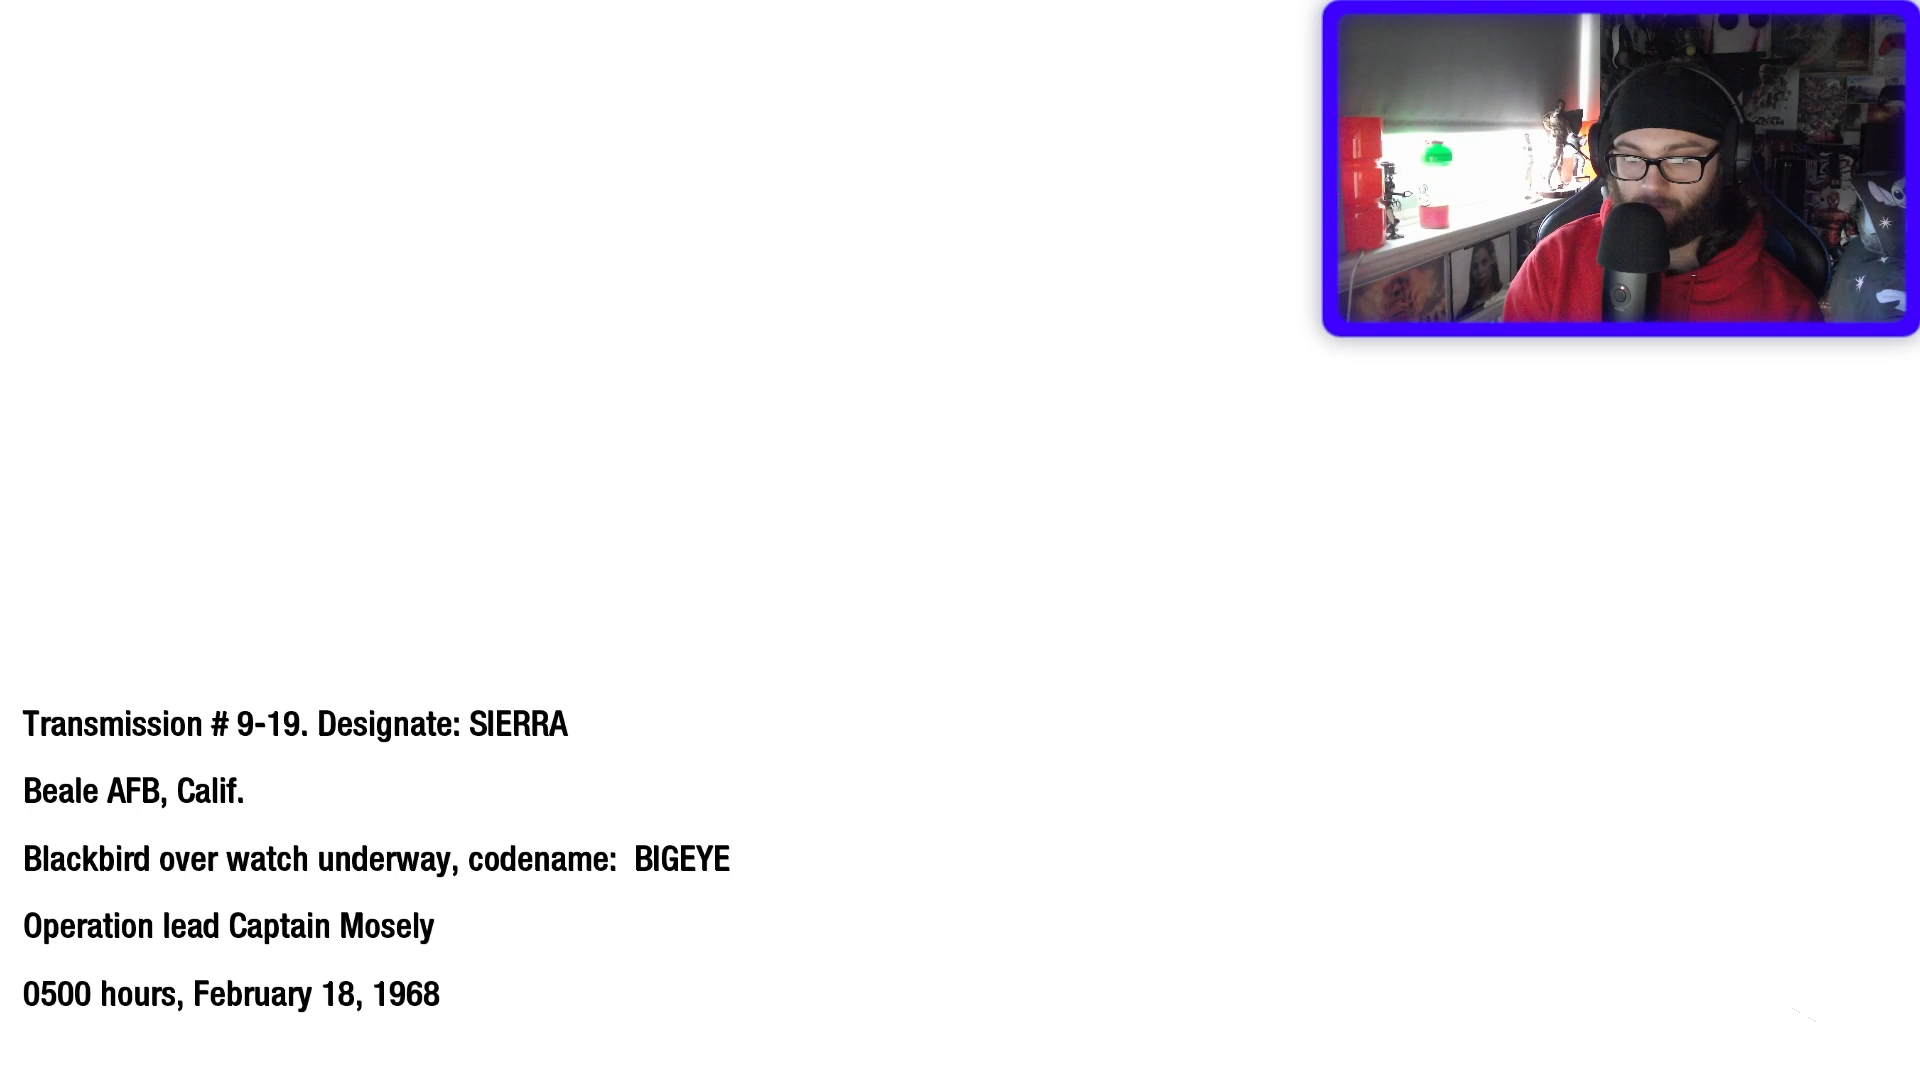 Transmission # 9-19. Designate: SIERRA
Beale AFB, Calif.
Blackbird over watch underway, codename:  BIGEYE
Operation lead Captain Mosely
0500 hours, February 18, 1968